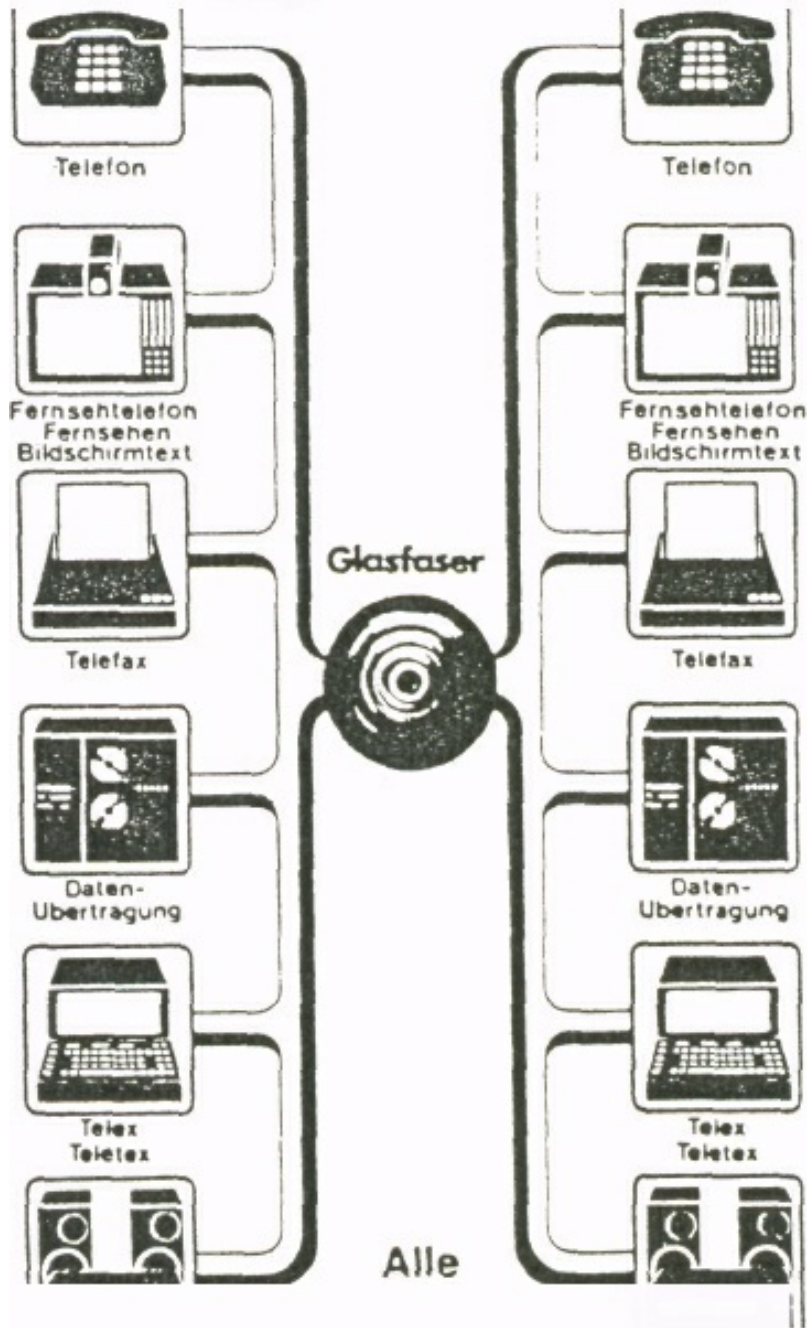 Telefon
Telefon
Fernsehtelefon
Fernsehen
Bildschirmtext
Fernsehtelefon
Fernsehen
Bildschirmtext
Glasfaser
Telefax
Telefax
Daten-
Übertragung
Daten-
Übertragung
Telex
Teletex
Telex
Teletex
Alle